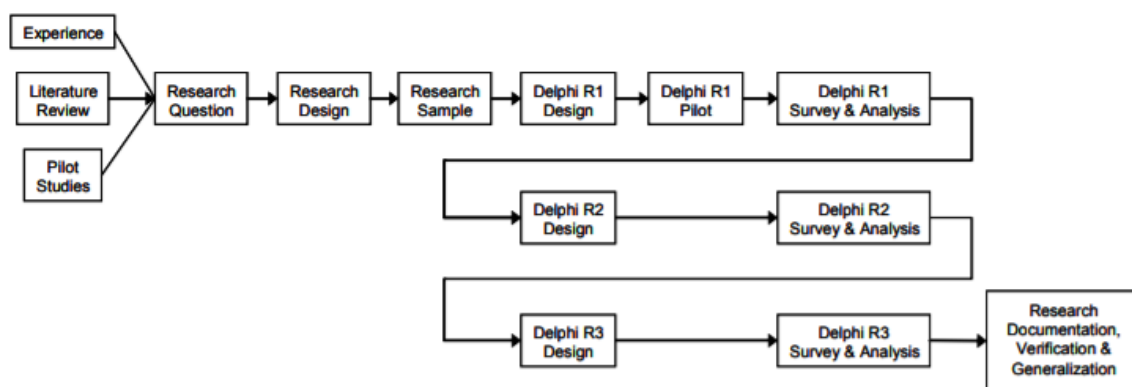 Experience
Literature
Review
Pilot
Studies
Research
Question
Research
Design
Research
Sample
Delphi R1
Design
Delphi R1
Pilot
Delphi R1
Survey & Analysis
Delphi R2
Design
Delphi R2
Survey & Analysis
Delphi R3
Design
Delphi R3
Survey & Analysis
Research
Documentation,
Verification &
Generalization